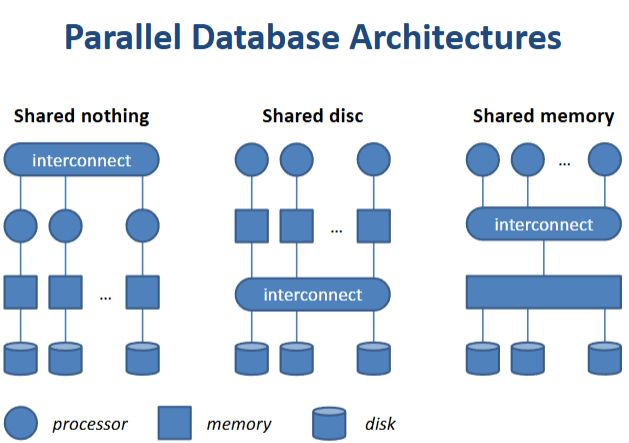 Parallel Database Architectures
Shared nothing
Shared disc
Shared memory
interconnect
...
interconnect
...
interconnect
...
processor
memory
disk